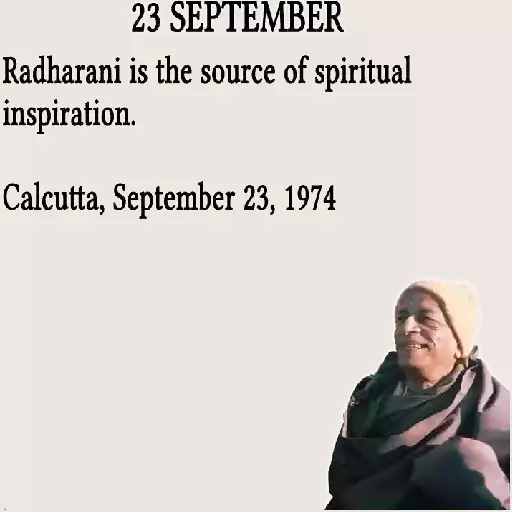 23 SEPTEMBER
Radharani is the source of spiritual
inspiration.
Calcutta, September 23, 1974